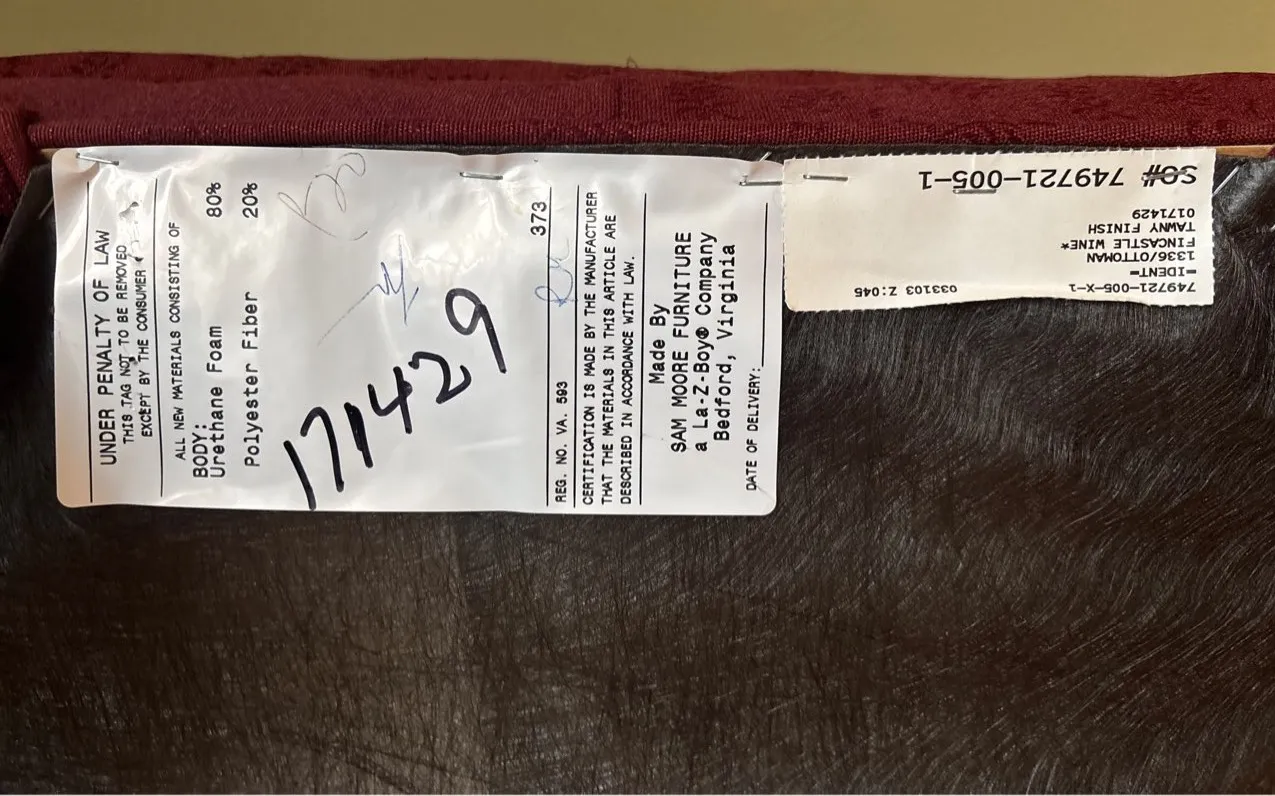 UNDER PENALTY OF LAW
THIS TAG NOT TO BE REMOVED
EXCEPT BY THE CONSUMER
ALL NEW MATERIALS CONSISTING OF
BODY:
Urethane Foam 80%
Polyester Fiber 20%
171429
373
REG. NO. VA. 593
CERTIFICATION IS MADE BY THE MANUFACTURER
THAT THE MATERIALS IN THIS ARTICLE ARE
DESCRIBED IN ACCORDANCE WITH LAW.
Made By
SAM MOORE FURNITURE
a La-Z-Boy® Company
Bedford, Virginia
DATE OF DELIVERY:
749721-005-X-1 033103 Z:045
=IDENT=
1336/OTTOMAN
FINCASTLE WINE*
TAWNY FINISH
0171429
SO# 749721-005-1